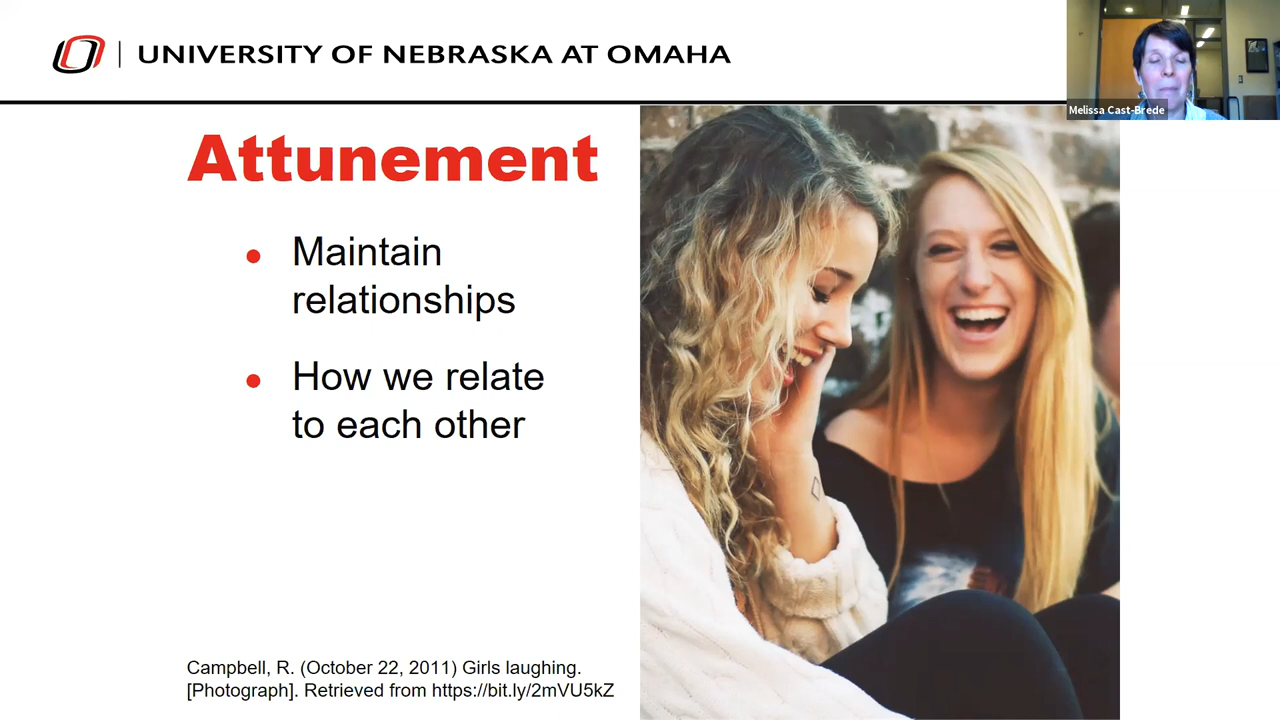 UNIVERSITY OF NEBRASKA AT OMAHA
Melissa Cast-Brede
Attunement
• Maintain
relationships
• How we relate
to each other
Campbell, R. (October 22, 2011) Girls laughing.
[Photograph]. Retrieved from https://bit.ly/2mVU5kZ